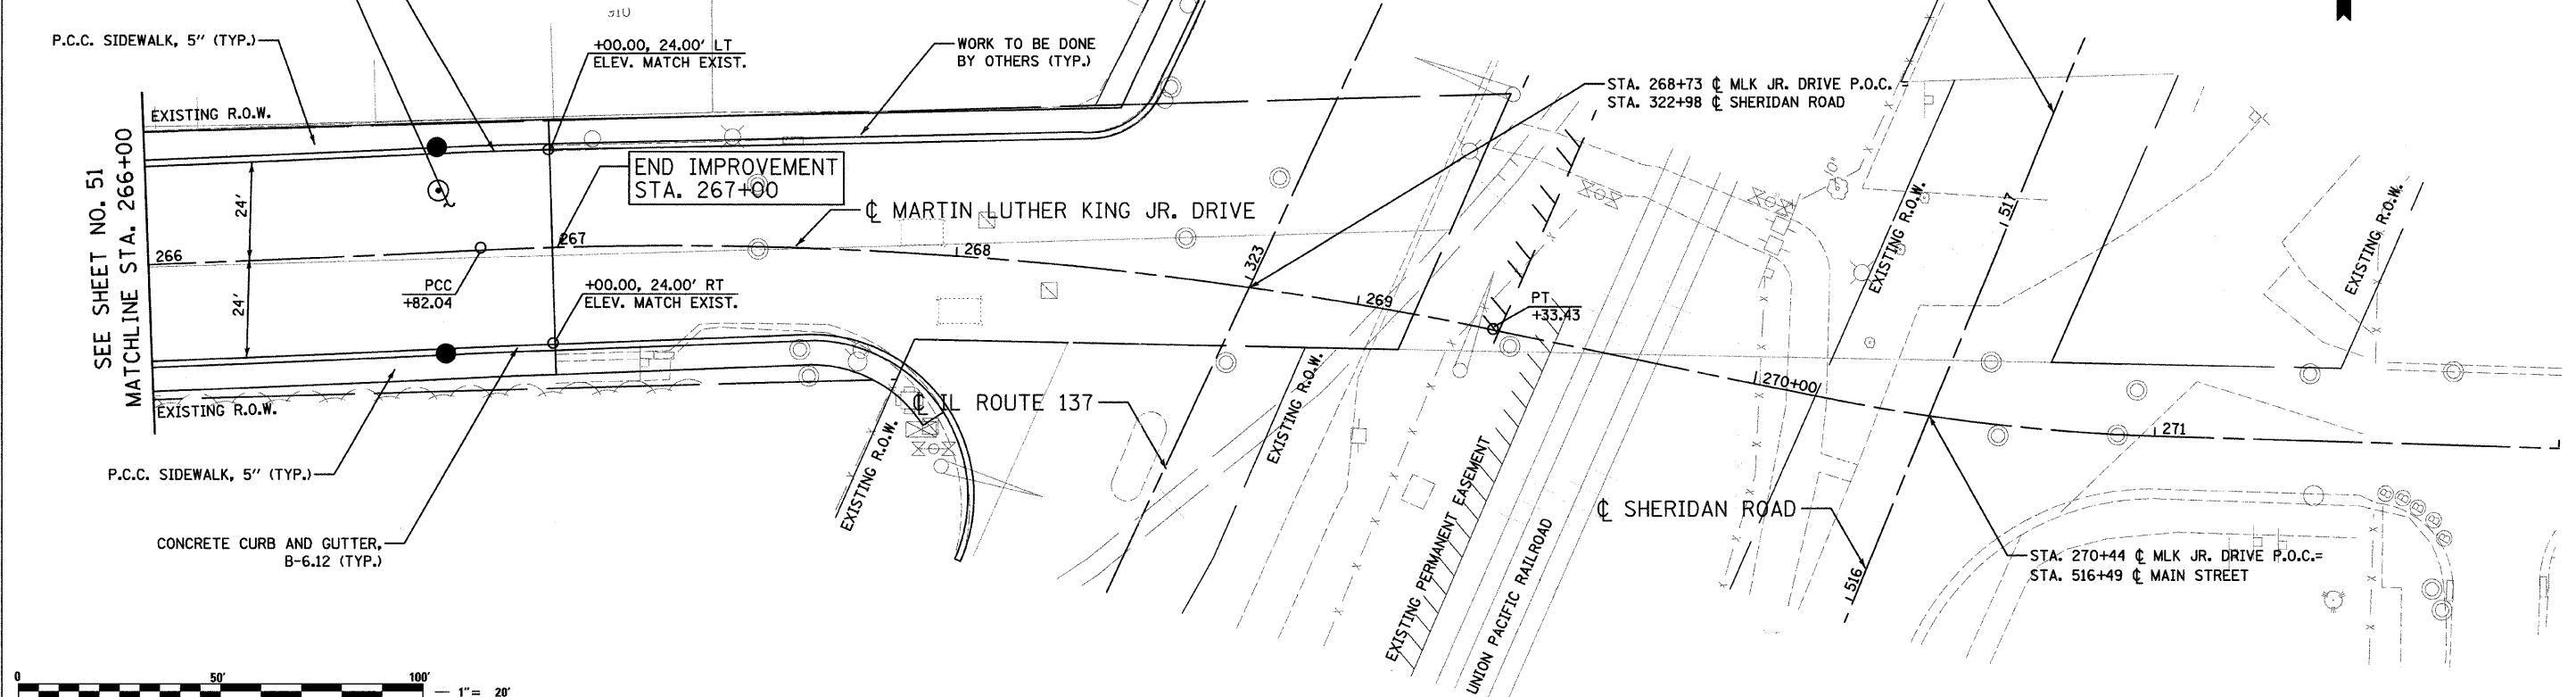 910
P.C.C. SIDEWALK, 5" (TYP.)
+00.00, 24.00' LT
ELEV. MATCH EXIST.
WORK TO BE DONE
BY OTHERS (TYP.)
STA. 268+73 ℄ MLK JR. DRIVE P.O.C. =
STA. 322+98 ℄ SHERIDAN ROAD
EXISTING R.O.W.
SEE SHEET NO. 51
MATCHLINE STA. 266+00
24'
24'
END IMPROVEMENT
STA. 267+00
℄ MARTIN LUTHER KING JR. DRIVE
266
267
268
323
269
PCC
+82.04
+00.00, 24.00' RT
ELEV. MATCH EXIST.
PT
+33.43
10"
EXISTING R.O.W.
517
EXISTING R.O.W.
270+00
271
EXISTING R.O.W.
℄ IL ROUTE 137
EXISTING R.O.W.
EXISTING R.O.W.
EXISTING PERMANENT EASEMENT
UNION PACIFIC RAILROAD
℄ SHERIDAN ROAD
516
P.C.C. SIDEWALK, 5" (TYP.)
CONCRETE CURB AND GUTTER,
B-6.12 (TYP.)
STA. 270+44 ℄ MLK JR. DRIVE P.O.C.=
STA. 516+49 ℄ MAIN STREET
B
B
B
B
B
0 50' 100'
1"= 20'